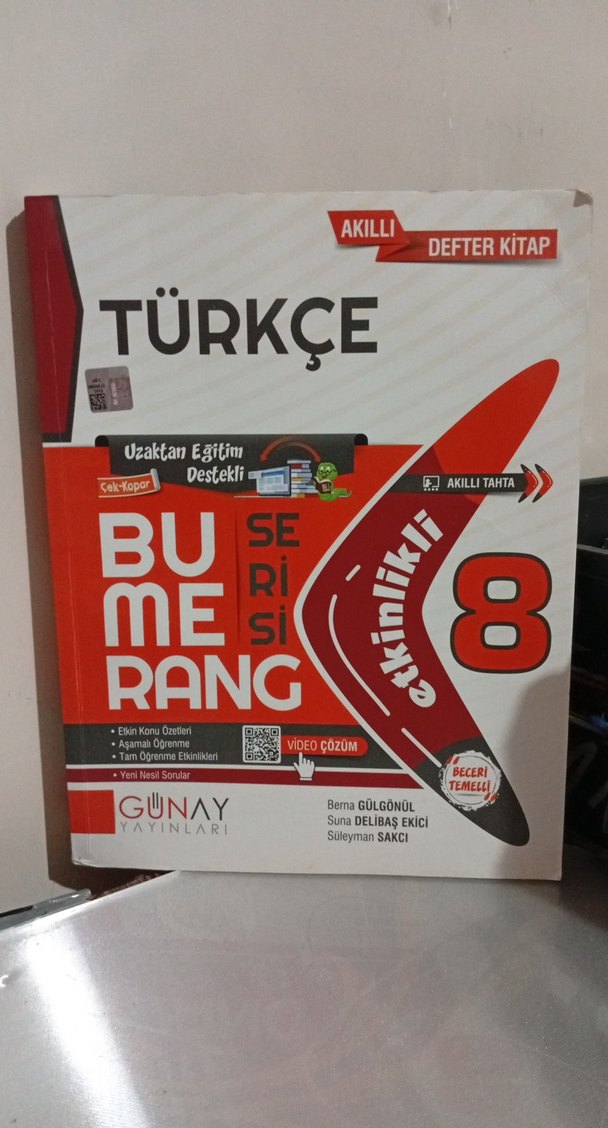 AKILLI
DEFTER KİTAP
TÜRKÇE
Uzaktan Eğitim
Destekli
Çek-Kopar
AKILLI TAHTA
BU
ME
RANG
SE
Rİ
Sİ
etkinlikli
8
• Etkin Konu Özetleri
• Aşamalı Öğrenme
• Tam Öğrenme Etkinlikleri
• Yeni Nesil Sorular
VİDEO ÇÖZÜM
BECERİ
TEMELLİ
GÜNAY
YAYINLARI
Berna GÜLGÖNÜL
Suna DELİBAŞ EKİCİ
Süleyman SAKCI